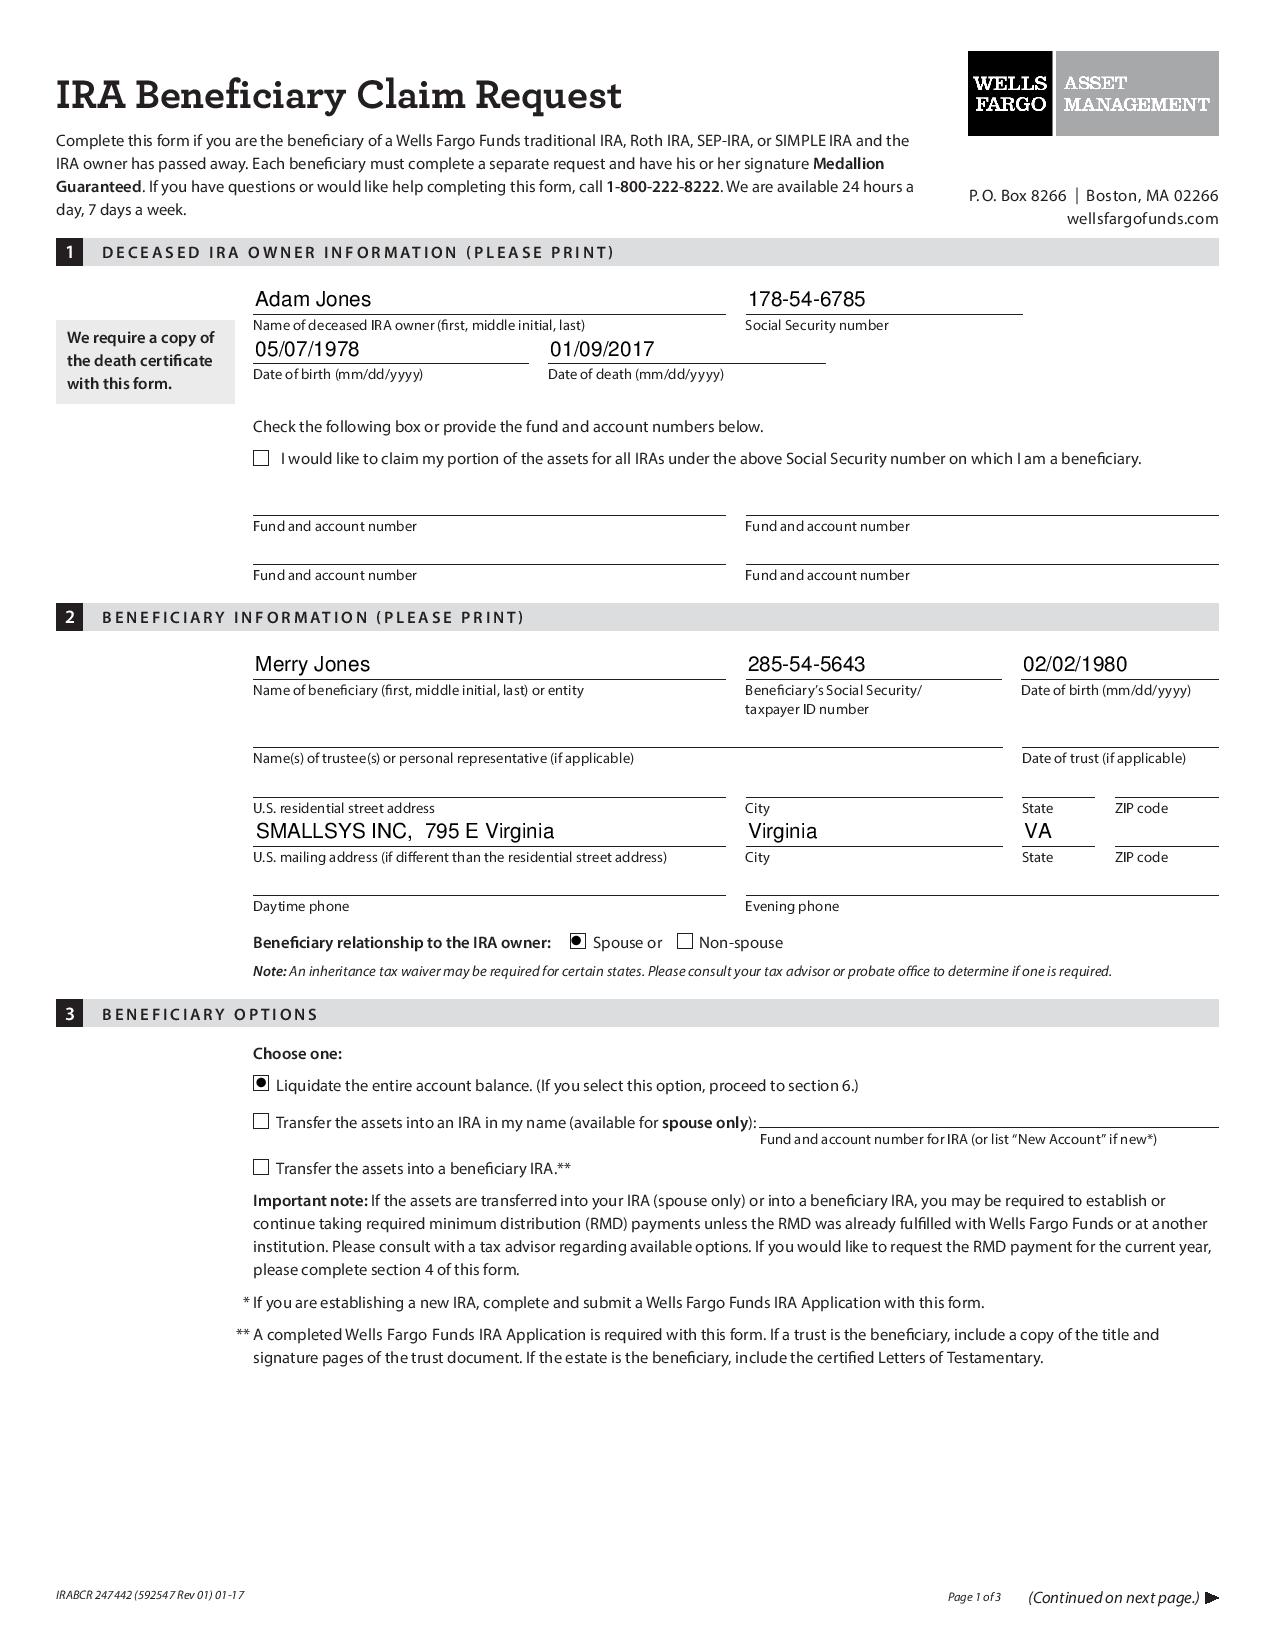 IRA Beneficiary Claim Request
WELLS FARGO
ASSET MANAGEMENT
Complete this form if you are the beneficiary of a Wells Fargo Funds traditional IRA, Roth IRA, SEP-IRA, or SIMPLE IRA and the
IRA owner has passed away. Each beneficiary must complete a separate request and have his or her signature Medallion
Guaranteed. If you have questions or would like help completing this form, call 1-800-222-8222. We are available 24 hours a
day, 7 days a week.
P.O. Box 8266 | Boston, MA 02266
wellsfargofunds.com
1 DECEASED IRA OWNER INFORMATION (PLEASE PRINT)
We require a copy of
the death certificate
with this form.
Adam Jones 178-54-6785
Name of deceased IRA owner (first, middle initial, last) Social Security number
05/07/1978 01/09/2017
Date of birth (mm/dd/yyyy) Date of death (mm/dd/yyyy)
Check the following box or provide the fund and account numbers below.
I would like to claim my portion of the assets for all IRAs under the above Social Security number on which I am a beneficiary.
Fund and account number Fund and account number
Fund and account number Fund and account number
2 BENEFICIARY INFORMATION (PLEASE PRINT)
Merry Jones 285-54-5643 02/02/1980
Name of beneficiary (first, middle initial, last) or entity Beneficiary's Social Security/ Date of birth (mm/dd/yyyy)
taxpayer ID number
Name(s) of trustee(s) or personal representative (if applicable) Date of trust (if applicable)
U.S. residential street address City State ZIP code
SMALLSYS INC, 795 E Virginia Virginia VA
U.S. mailing address (if different than the residential street address) City State ZIP code
Daytime phone Evening phone
Beneficiary relationship to the IRA owner: Spouse or Non-spouse
Note: An inheritance tax waiver may be required for certain states. Please consult your tax advisor or probate office to determine if one is required.
3 BENEFICIARY OPTIONS
Choose one:
Liquidate the entire account balance. (If you select this option, proceed to section 6.)
Transfer the assets into an IRA in my name (available for spouse only):
Fund and account number for IRA (or list "New Account" if new*)
Transfer the assets into a beneficiary IRA.**
Important note: If the assets are transferred into your IRA (spouse only) or into a beneficiary IRA, you may be required to establish or
continue taking required minimum distribution (RMD) payments unless the RMD was already fulfilled with Wells Fargo Funds or at another
institution. Please consult with a tax advisor regarding available options. If you would like to request the RMD payment for the current year,
please complete section 4 of this form.
* If you are establishing a new IRA, complete and submit a Wells Fargo Funds IRA Application with this form.
** A completed Wells Fargo Funds IRA Application is required with this form. If a trust is the beneficiary, include a copy of the title and
signature pages of the trust document. If the estate is the beneficiary, include the certified Letters of Testamentary.
IRABCR 247442 (592547 Rev 01) 01-17 Page 1 of 3 (Continued on next page.)